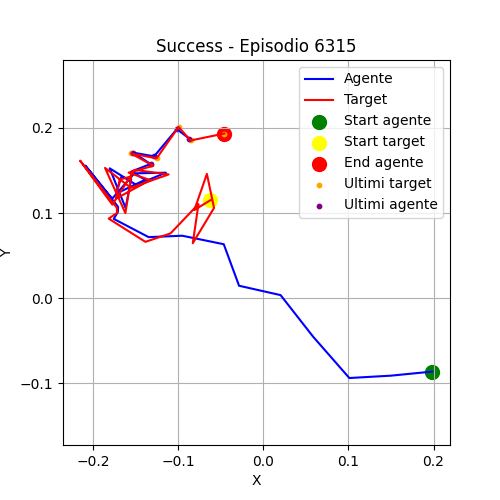 Success - Episodio 6315
Agente
Target
Start agente
Start target
End agente
Ultimi target
Ultimi agente
0.2
0.1
0.0
−0.1
Y
−0.2
−0.1
0.0
0.1
0.2
X